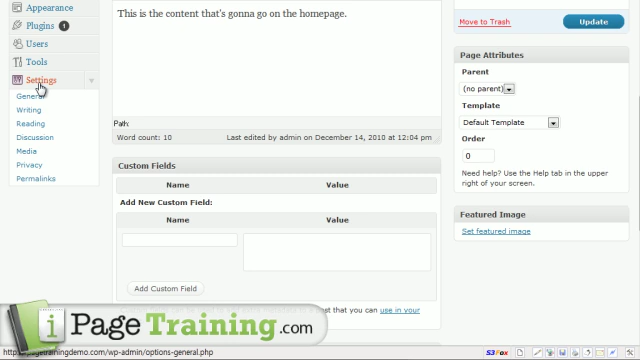 Appearance
Plugins 1
Users
Tools
Settings
General
Writing
Reading
Discussion
Media
Privacy
Permalinks
This is the content that's gonna go on the homepage.
Path:
Word count: 10 Last edited by admin on December 14, 2010 at 12:04 pm
Custom Fields
Name Value
Add New Custom Field:
Name Value
Add Custom Field
that you can use in your
Move to Trash Update
Page Attributes
Parent
(no parent)
Template
Default Template
Order
0
Need help? Use the Help tab in the upper
right of your screen.
Featured Image
Set featured image
i PageTraining.com
pagetrainingdemo.com/wp-admin/options-general.php
S3Fox